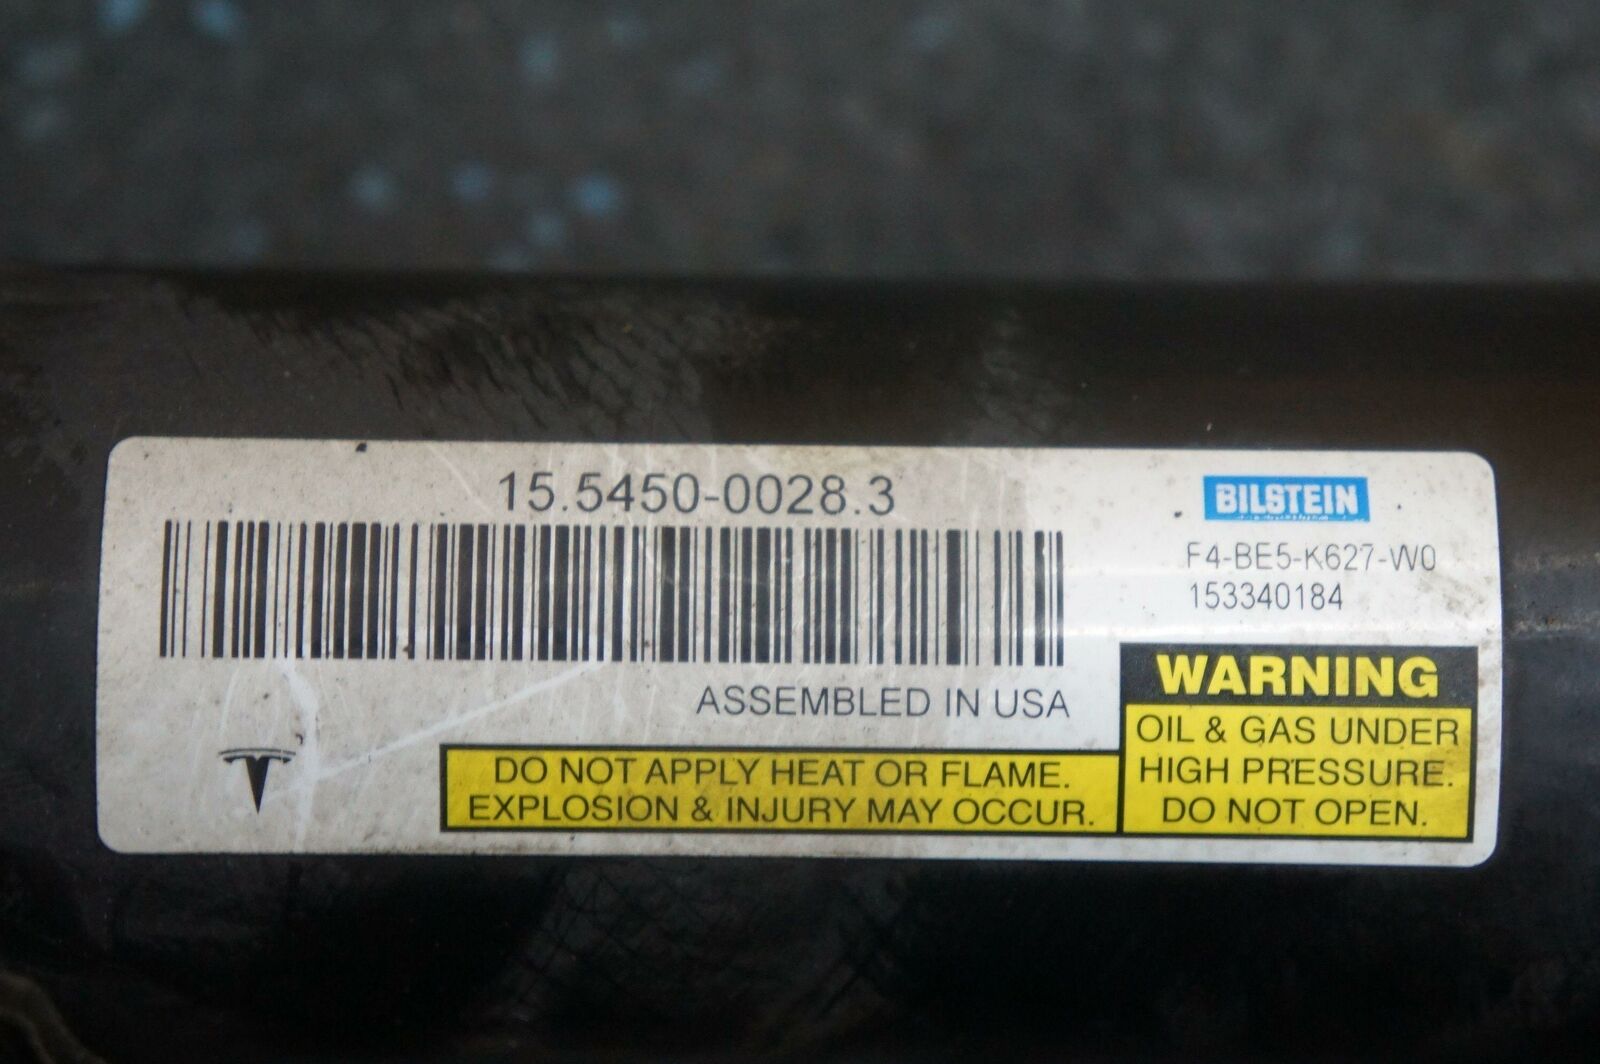 15.5450-0028.3
BILSTEIN
F4-BE5-K627-W0
153340184
ASSEMBLED IN USA
DO NOT APPLY HEAT OR FLAME.
EXPLOSION & INJURY MAY OCCUR.
WARNING
OIL & GAS UNDER
HIGH PRESSURE.
DO NOT OPEN.